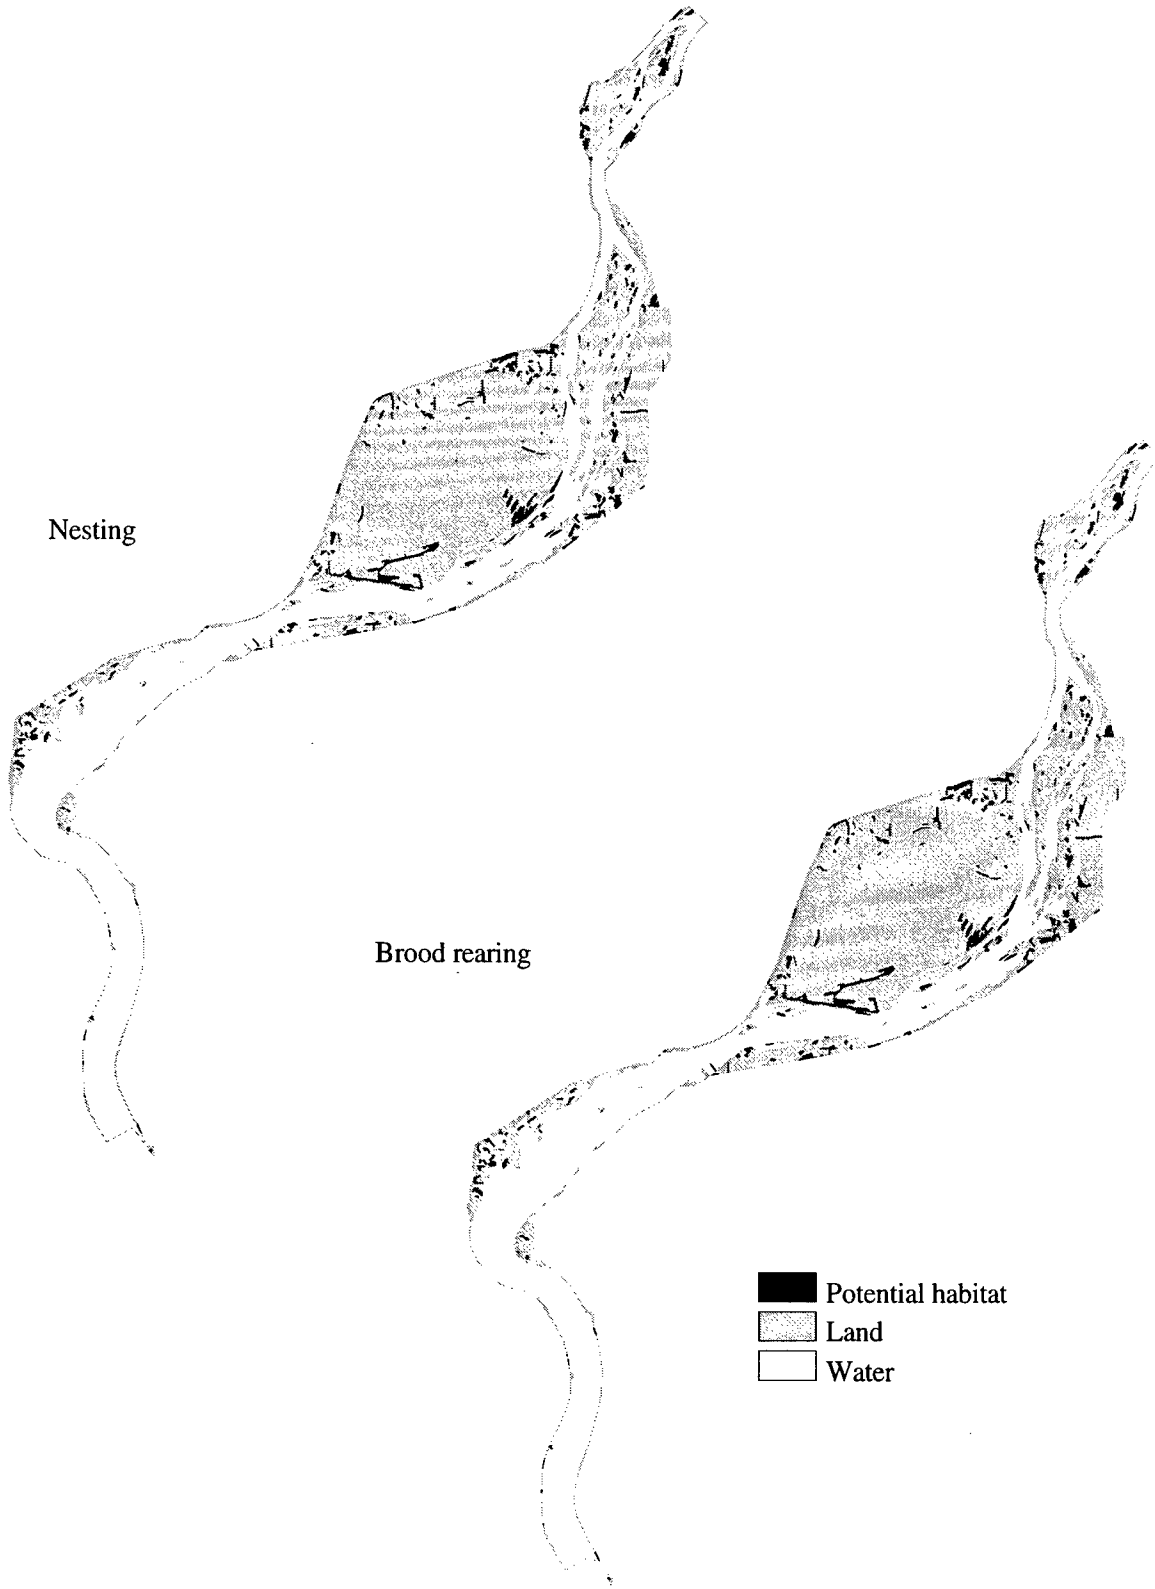 Nesting
Brood rearing
Potential habitat
Land
Water